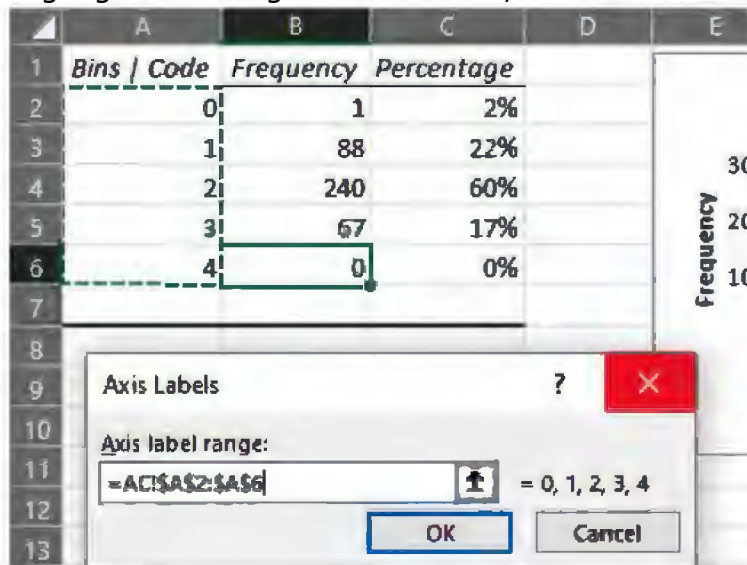 A B C D E
1 Bins | Code Frequency Percentage
2 0 1 2%
3 1 88 22%
4 2 240 60%
5 3 67 17%
6 4 0 0%
7
8
9
10
11
12
13
Frequency
Axis Labels ? ×
Axis label range:
=AC!$A$2:$A$6 = 0, 1, 2, 3, 4
OK Cancel